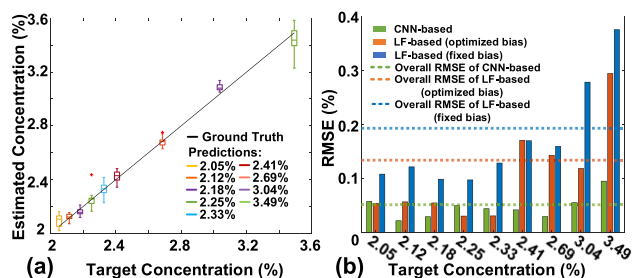 3.6
3.2
2.8
2.4
2
2
2.4
2.8
3.2
3.6
Estimated Concentration (%)
Target Concentration (%)
Ground Truth
Predictions:
2.05%
2.12%
2.18%
2.25%
2.33%
2.41%
2.69%
3.04%
3.49%
(a)
0.4
0.3
0.2
0.1
0
RMSE (%)
CNN-based
LF-based (optimized bias)
LF-based (fixed bias)
Overall RMSE of CNN-based
Overall RMSE of LF-based
(optimized bias)
Overall RMSE of LF-based
(fixed bias)
2.05
2.12
2.18
2.25
2.33
2.41
2.69
3.04
3.49
(b)
Target Concentration (%)